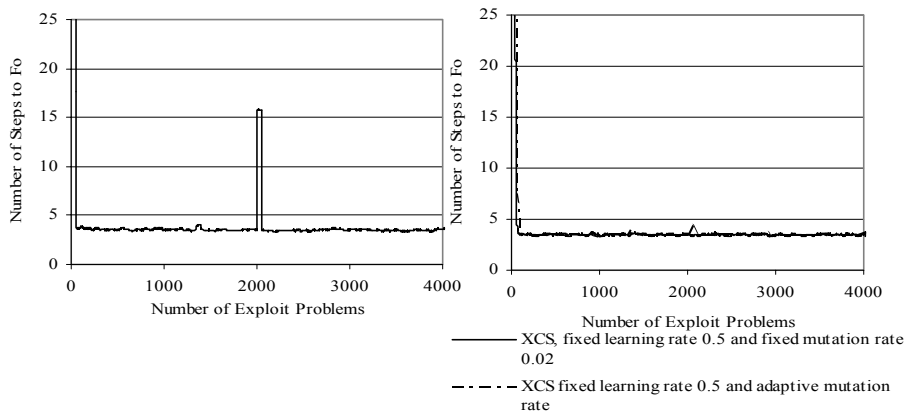 25
20
15
10
5
0
Number of Steps to Fo
0 1000 2000 3000 4000
Number of Exploit Problems
25
20
15
10
5
0
Number of Steps to Fo
0 1000 2000 3000 4000
Number of Exploit Problems
XCS, fixed learning rate 0.5 and fixed mutation rate
0.02
XCS fixed learning rate 0.5 and adaptive mutation
rate